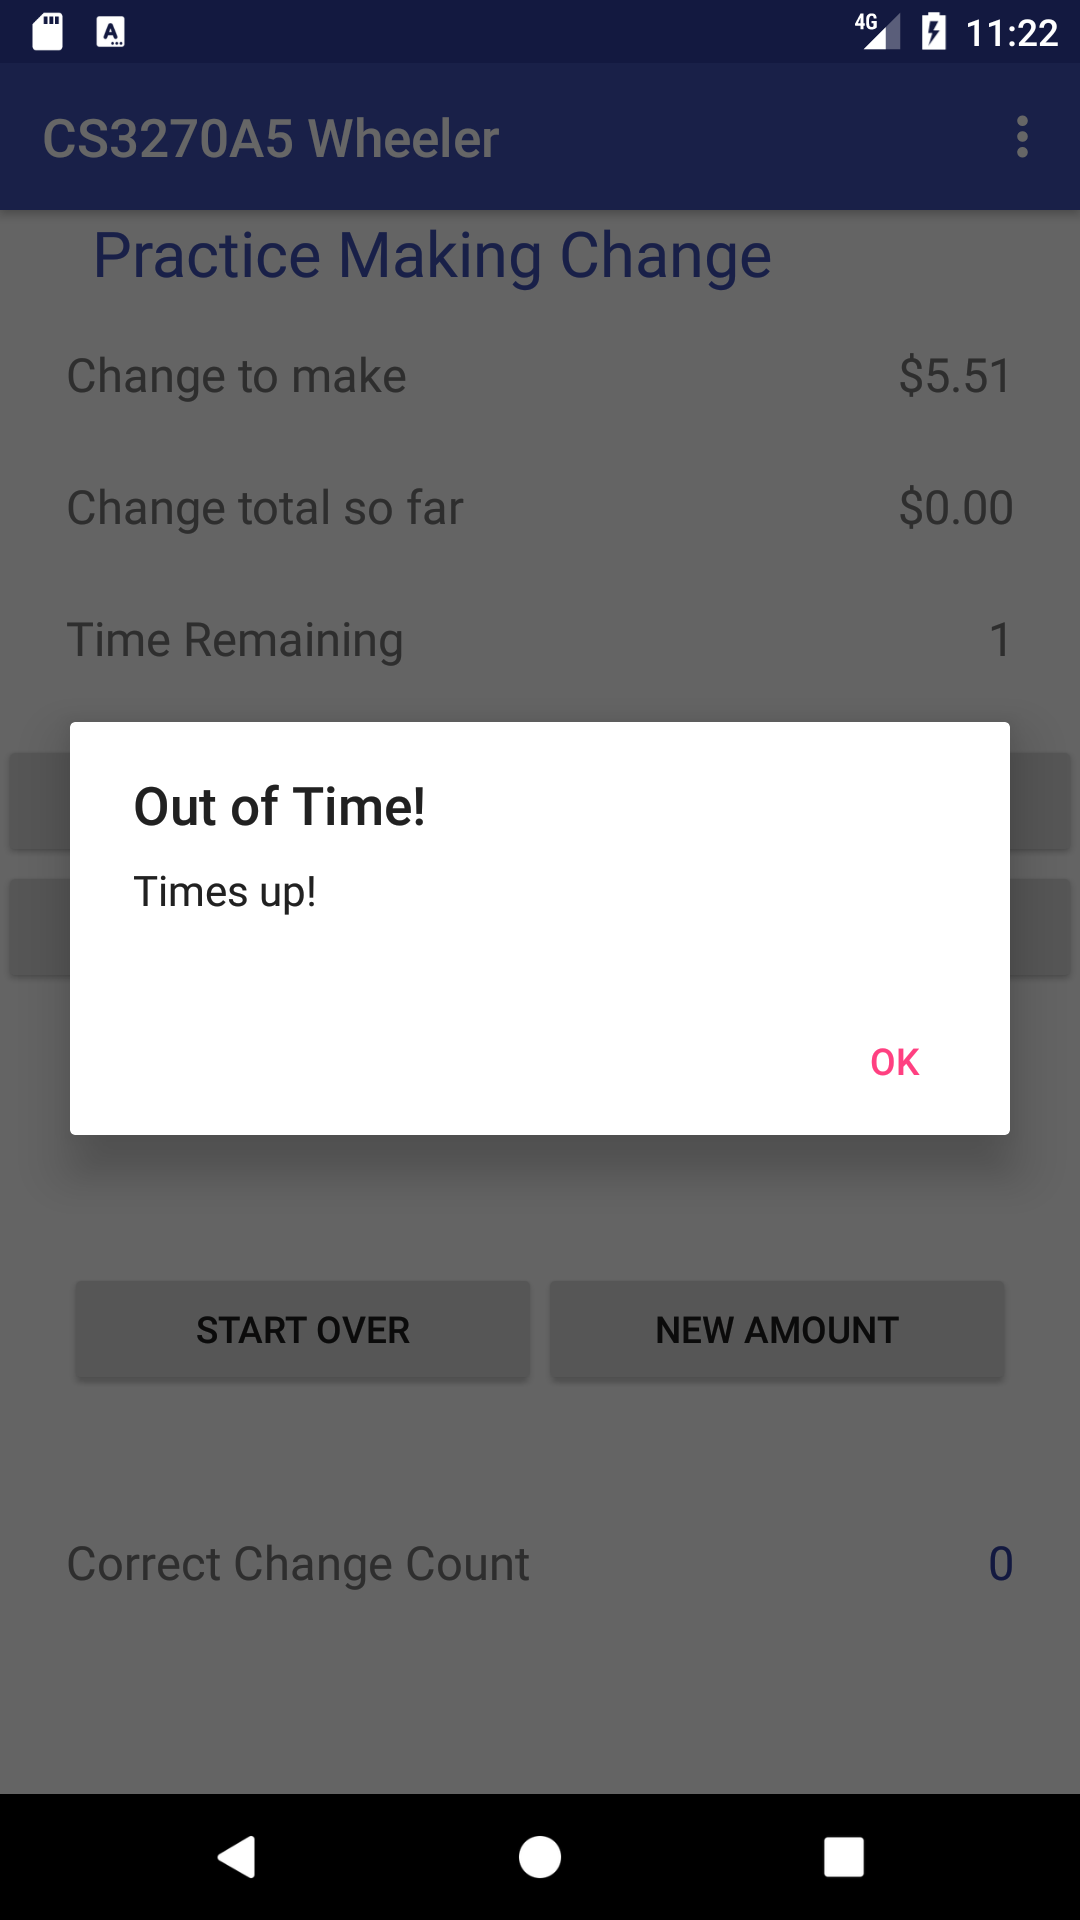 4G 11:22
CS3270A5 Wheeler
Practice Making Change
Change to make $5.51
Change total so far $0.00
Time Remaining 1
Out of Time!
Times up!
OK
START OVER NEW AMOUNT
Correct Change Count 0